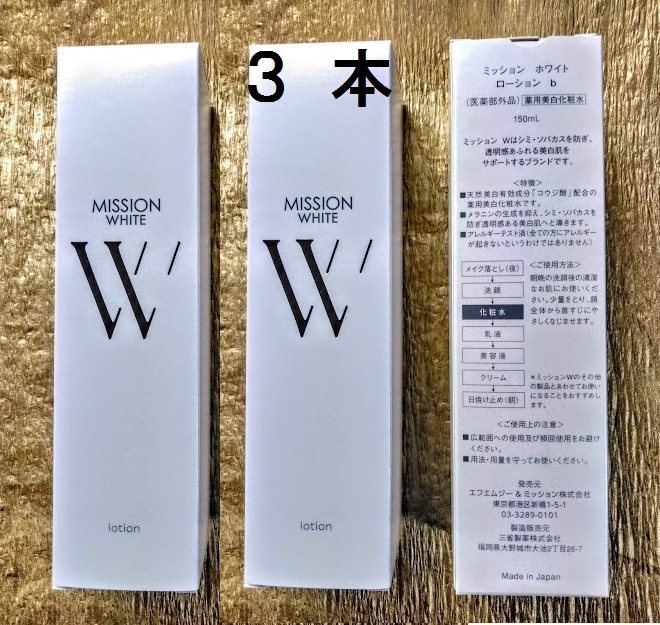 MISSION
WHITE
W
lotion
3 本
MISSION
WHITE
W
lotion
ミッション ホワイト
ローション b
(医薬部外品) 薬用美白化粧水
150mL
ミッション Wはシミ・ソバカスを防ぎ、
透明感あふれる美白肌を
サポートするブランドです。
<特徴>
■天然美白有効成分「コウジ酸」配合の
薬用美白化粧水です。
■メラニンの生成を抑え、シミ・ソバカスを
防ぎ透明感ある美白肌へと導きます。
■アレルギーテスト済(全ての方にアレルギー
が起きないというわけではありません)
メイク落とし(夜)
洗顔
化粧水
乳液
美容液
クリーム
日焼け止め(朝)
<ご使用方法>
朝晩の洗顔後の清潔
なお肌にお使いくだ
さい。少量をとり、顔
全体から首すじにや
さしくなじませます。
※ミッションWのその他
の製品とあわせてお使い
になることをおすすめし
ます。
<ご使用上の注意>
■広範囲への使用及び頻回使用をお避け
ください。
■用法・用量を守ってお使いください。
発売元
エフエムジー&ミッション株式会社
東京都港区新橋1-5-1
03-3289-0101
製造販売元
三省製薬株式会社
福岡県大野城市大池2丁目26-7
Made in Japan